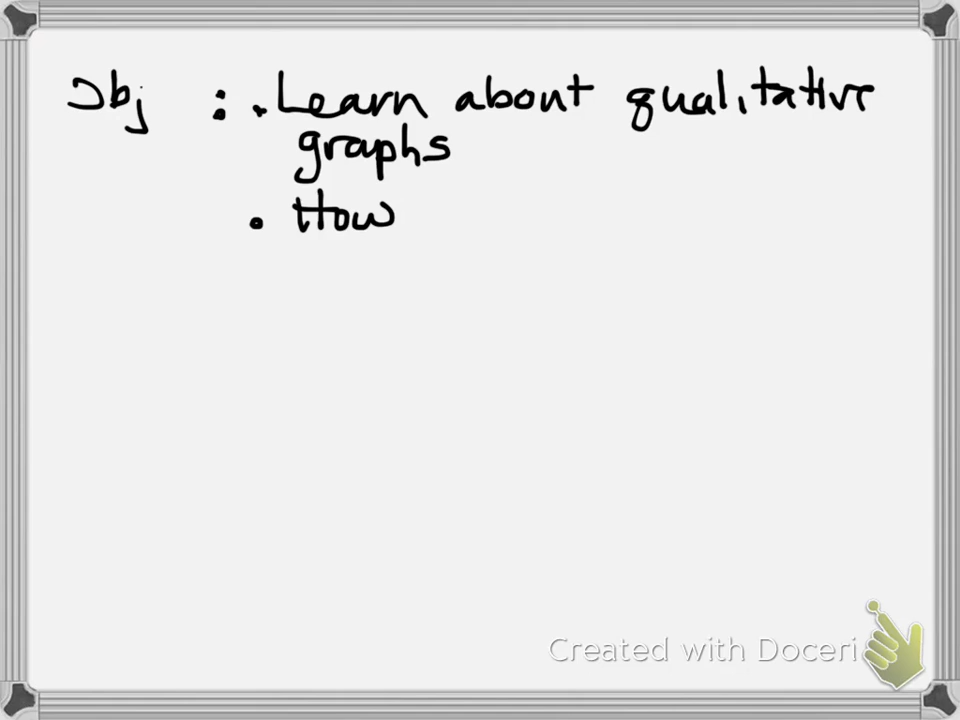 Obj : . Learn about qualitative
graphs
. How
Created with Doceri